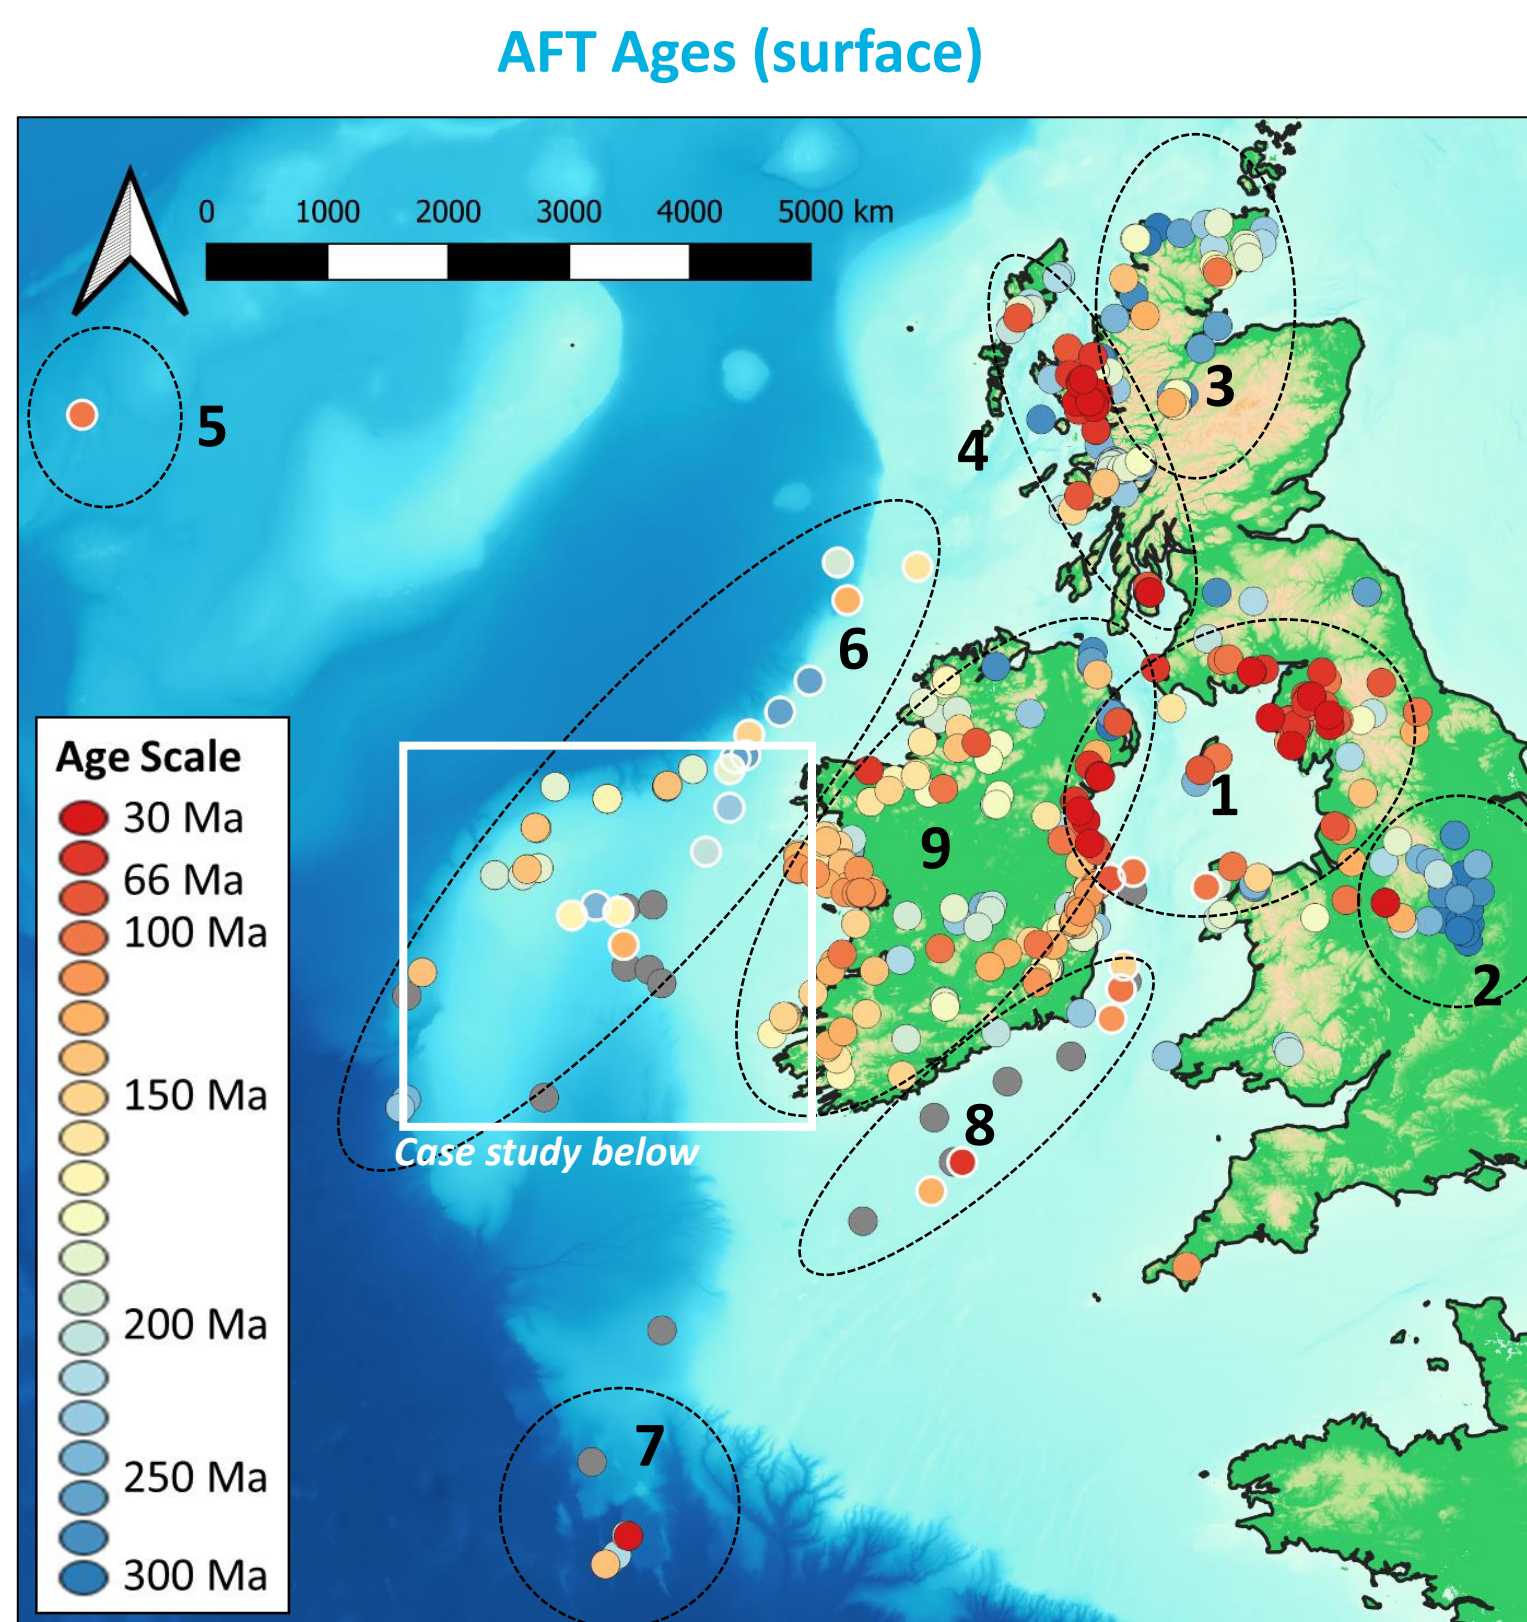 AFT Ages (surface)
0 1000 2000 3000 4000 5000 km
3
4
5
6
Age Scale
30 Ma
66 Ma
100 Ma
150 Ma
200 Ma
250 Ma
300 Ma
1
9
2
8
Case study below
7